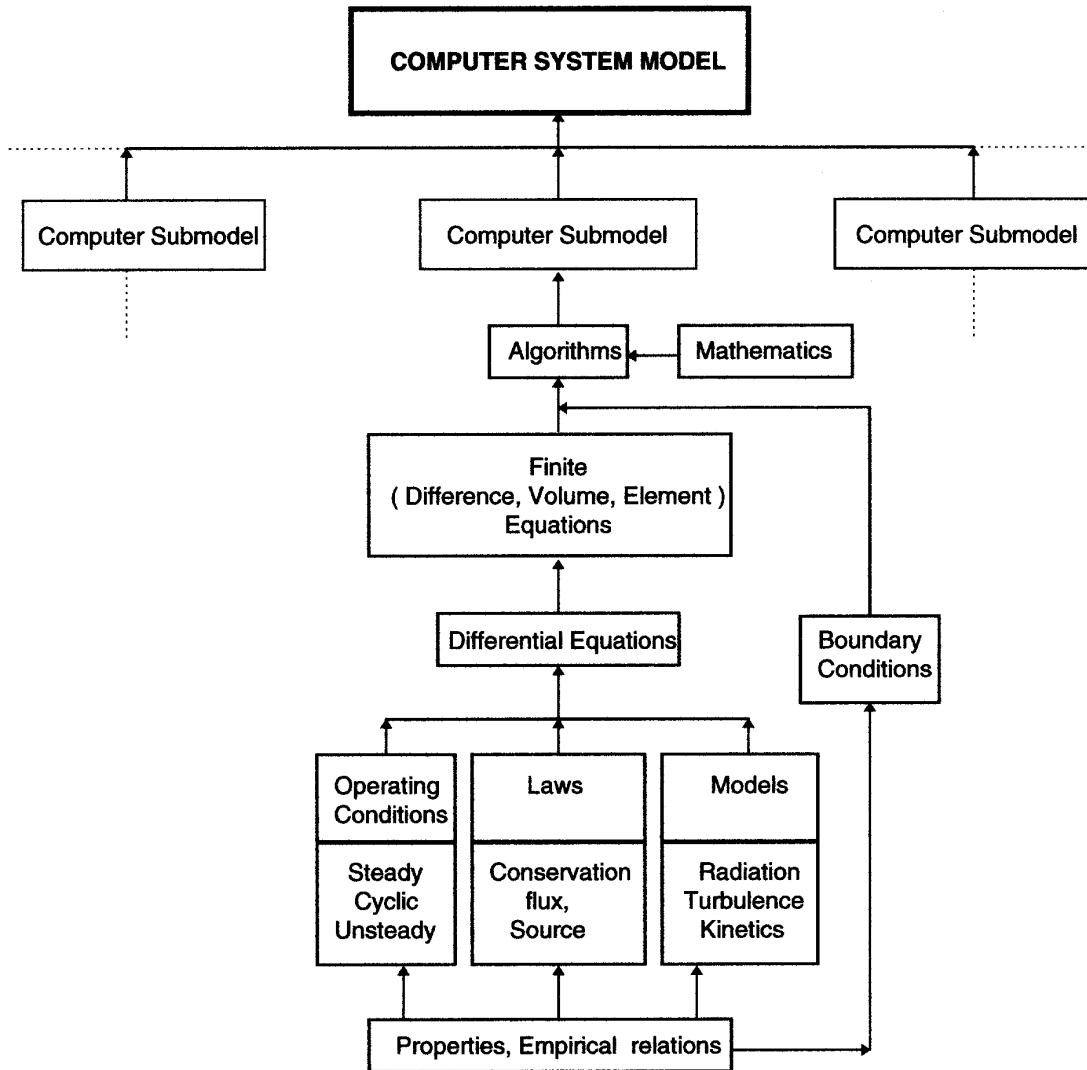 COMPUTER SYSTEM MODEL
Computer Submodel
Computer Submodel
Computer Submodel
Algorithms
Mathematics
Finite
( Difference, Volume, Element )
Equations
Differential Equations
Boundary
Conditions
Operating
Conditions
Laws
Models
Steady
Cyclic
Unsteady
Conservation
flux,
Source
Radiation
Turbulence
Kinetics
Properties, Empirical relations